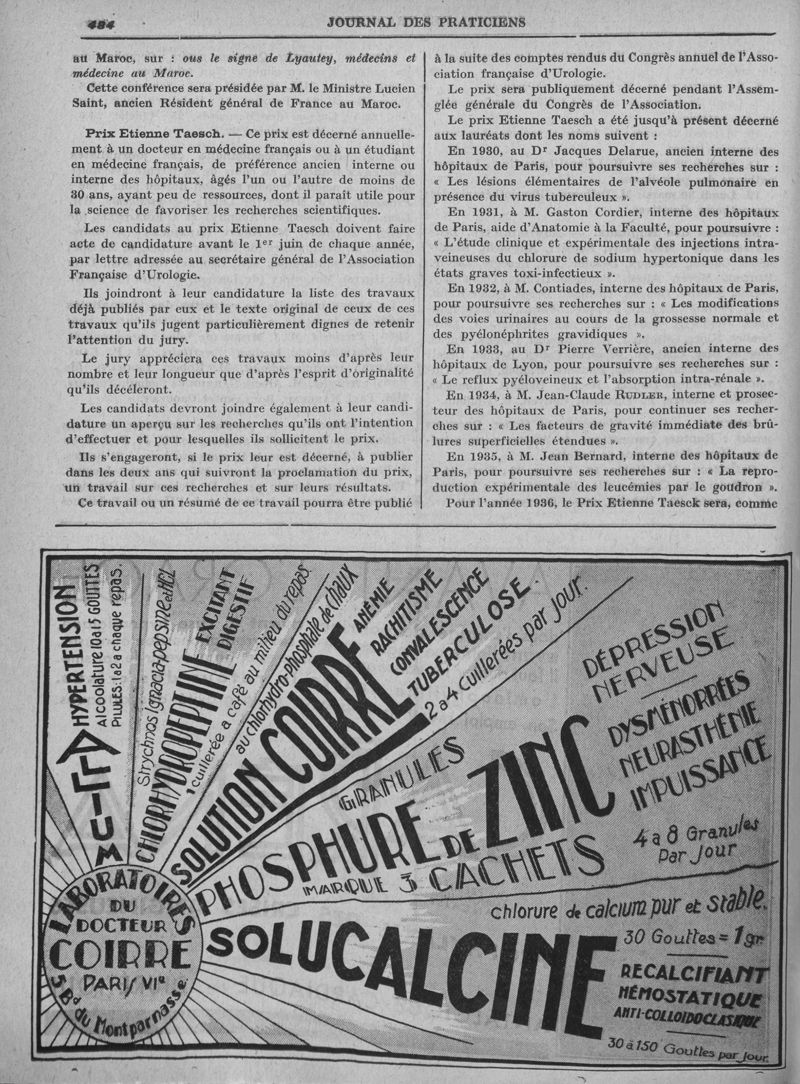 484
JOURNAL DES PRATICIENS
au Maroc, sur : ous le signe de Lyautey, médecins et
médecine au Maroc.
Cette conférence sera présidée par M. le Ministre Lucien
Saint, ancien Résident général de France au Maroc.
Prix Etienne Taesch. — Ce prix est décerné annuelle-
ment à un docteur en médecine français ou à un étudiant
en médecine français, de préférence ancien interne ou
interne des hôpitaux, âgés l'un ou l'autre de moins de
30 ans, ayant peu de ressources, dont il paraît utile pour
la science de favoriser les recherches scientifiques.
Les candidats au prix Etienne Taesch doivent faire
acte de candidature avant le 1er juin de chaque année,
par lettre adressée au secrétaire général de l'Association
Française d'Urologie.
Ils joindront à leur candidature la liste des travaux
déjà publiés par eux et le texte original de ceux de ces
travaux qu'ils jugent particulièrement dignes de retenir
l'attention du jury.
Le jury appréciera ces travaux moins d'après leur
nombre et leur longueur que d'après l'esprit d'originalité
qu'ils décéleront.
Les candidats devront joindre également à leur candi-
dature un aperçu sur les recherches qu'ils ont l'intention
d'effectuer et pour lesquelles ils sollicitent le prix.
Ils s'engageront, si le prix leur est décerné, à publier
dans les deux ans qui suivront la proclamation du prix,
un travail sur ces recherches et sur leurs résultats.
Ce travail ou un résumé de ce travail pourra être publié
à la suite des comptes rendus du Congrès annuel de l'Asso-
ciation française d'Urologie.
Le prix sera publiquement décerné pendant l'Assem-
glée générale du Congrès de l'Association.
Le prix Etienne Taesch a été jusqu'à présent décerné
aux lauréats dont les noms suivent :
En 1930, au Dr Jacques Delarue, ancien interne des
hôpitaux de Paris, pour poursuivre ses recherches sur :
« Les lésions élémentaires de l'alvéole pulmonaire en
présence du virus tuberculeux ».
En 1931, à M. Gaston Cordier, interne des hôpitaux
de Paris, aide d'Anatomie à la Faculté, pour poursuivre :
« L'étude clinique et expérimentale des injections intra-
veineuses du chlorure de sodium hypertonique dans les
états graves toxi-infectieux ».
En 1932, à M. Contiades, interne des hôpitaux de Paris,
pour poursuivre ses recherches sur : « Les modifications
des voies urinaires au cours de la grossesse normale et
des pyélonéphrites gravidiques ».
En 1933, au Dr Pierre Verrière, ancien interne des
hôpitaux de Lyon, pour poursuivre ses recherches sur :
« Le reflux pyéloveineux et l'absorption intra-rénale ».
En 1934, à M. Jean-Claude RUDLER, interne et prosec-
teur des hôpitaux de Paris, pour continuer ses recher-
ches sur : « Les facteurs de gravité immédiate des brû-
lures superficielles étendues ».
En 1935, à M. Jean Bernard, interne des hôpitaux de
Paris, pour poursuivre ses recherches sur : « La repro-
duction expérimentale des leucémies par le goudron ».
Pour l'année 1936, le Prix Etienne Taesck sera, comme
HYPERTENSION
Alcoolature 10 a 15 GOUTTES
PILULES: 1 a 2 a chaque repas.
Strychnos ignacia-pepsine et HCL
CHLORHYDROPEPTINE
EXCITANT
DIGESTIF
1 cuillerée a café au milieu du repas
SOLUTION COIRRE
au chlorhydro-phosphate de chaux
ANÉMIE
RACHITISME
CONVALESCENCE
TUBERCULOSE
2 a 4 cuillerées par jour.
GRANULES
PHOSPHURE DE ZINC
MARQUE 3 CACHETS
DÉPRESSION
NERVEUSE
DYSMÉNORRÉES
NEURASTHÉNIE
IMPUISSANCE
4 a 8 Granules
Par Jour
LABORATOIRES
DU
DOCTEUR
COIRRE
PARIS VIe
5 Bd du Montparnasse
SOLUCALCINE
chlorure de calcium pur et stable.
30 Gouttes = 1 gr
RECALCIFIANT
HÉMOSTATIQUE
ANTI-COLLOIDOCLASIQUE
30 à 150 Gouttes par jour.